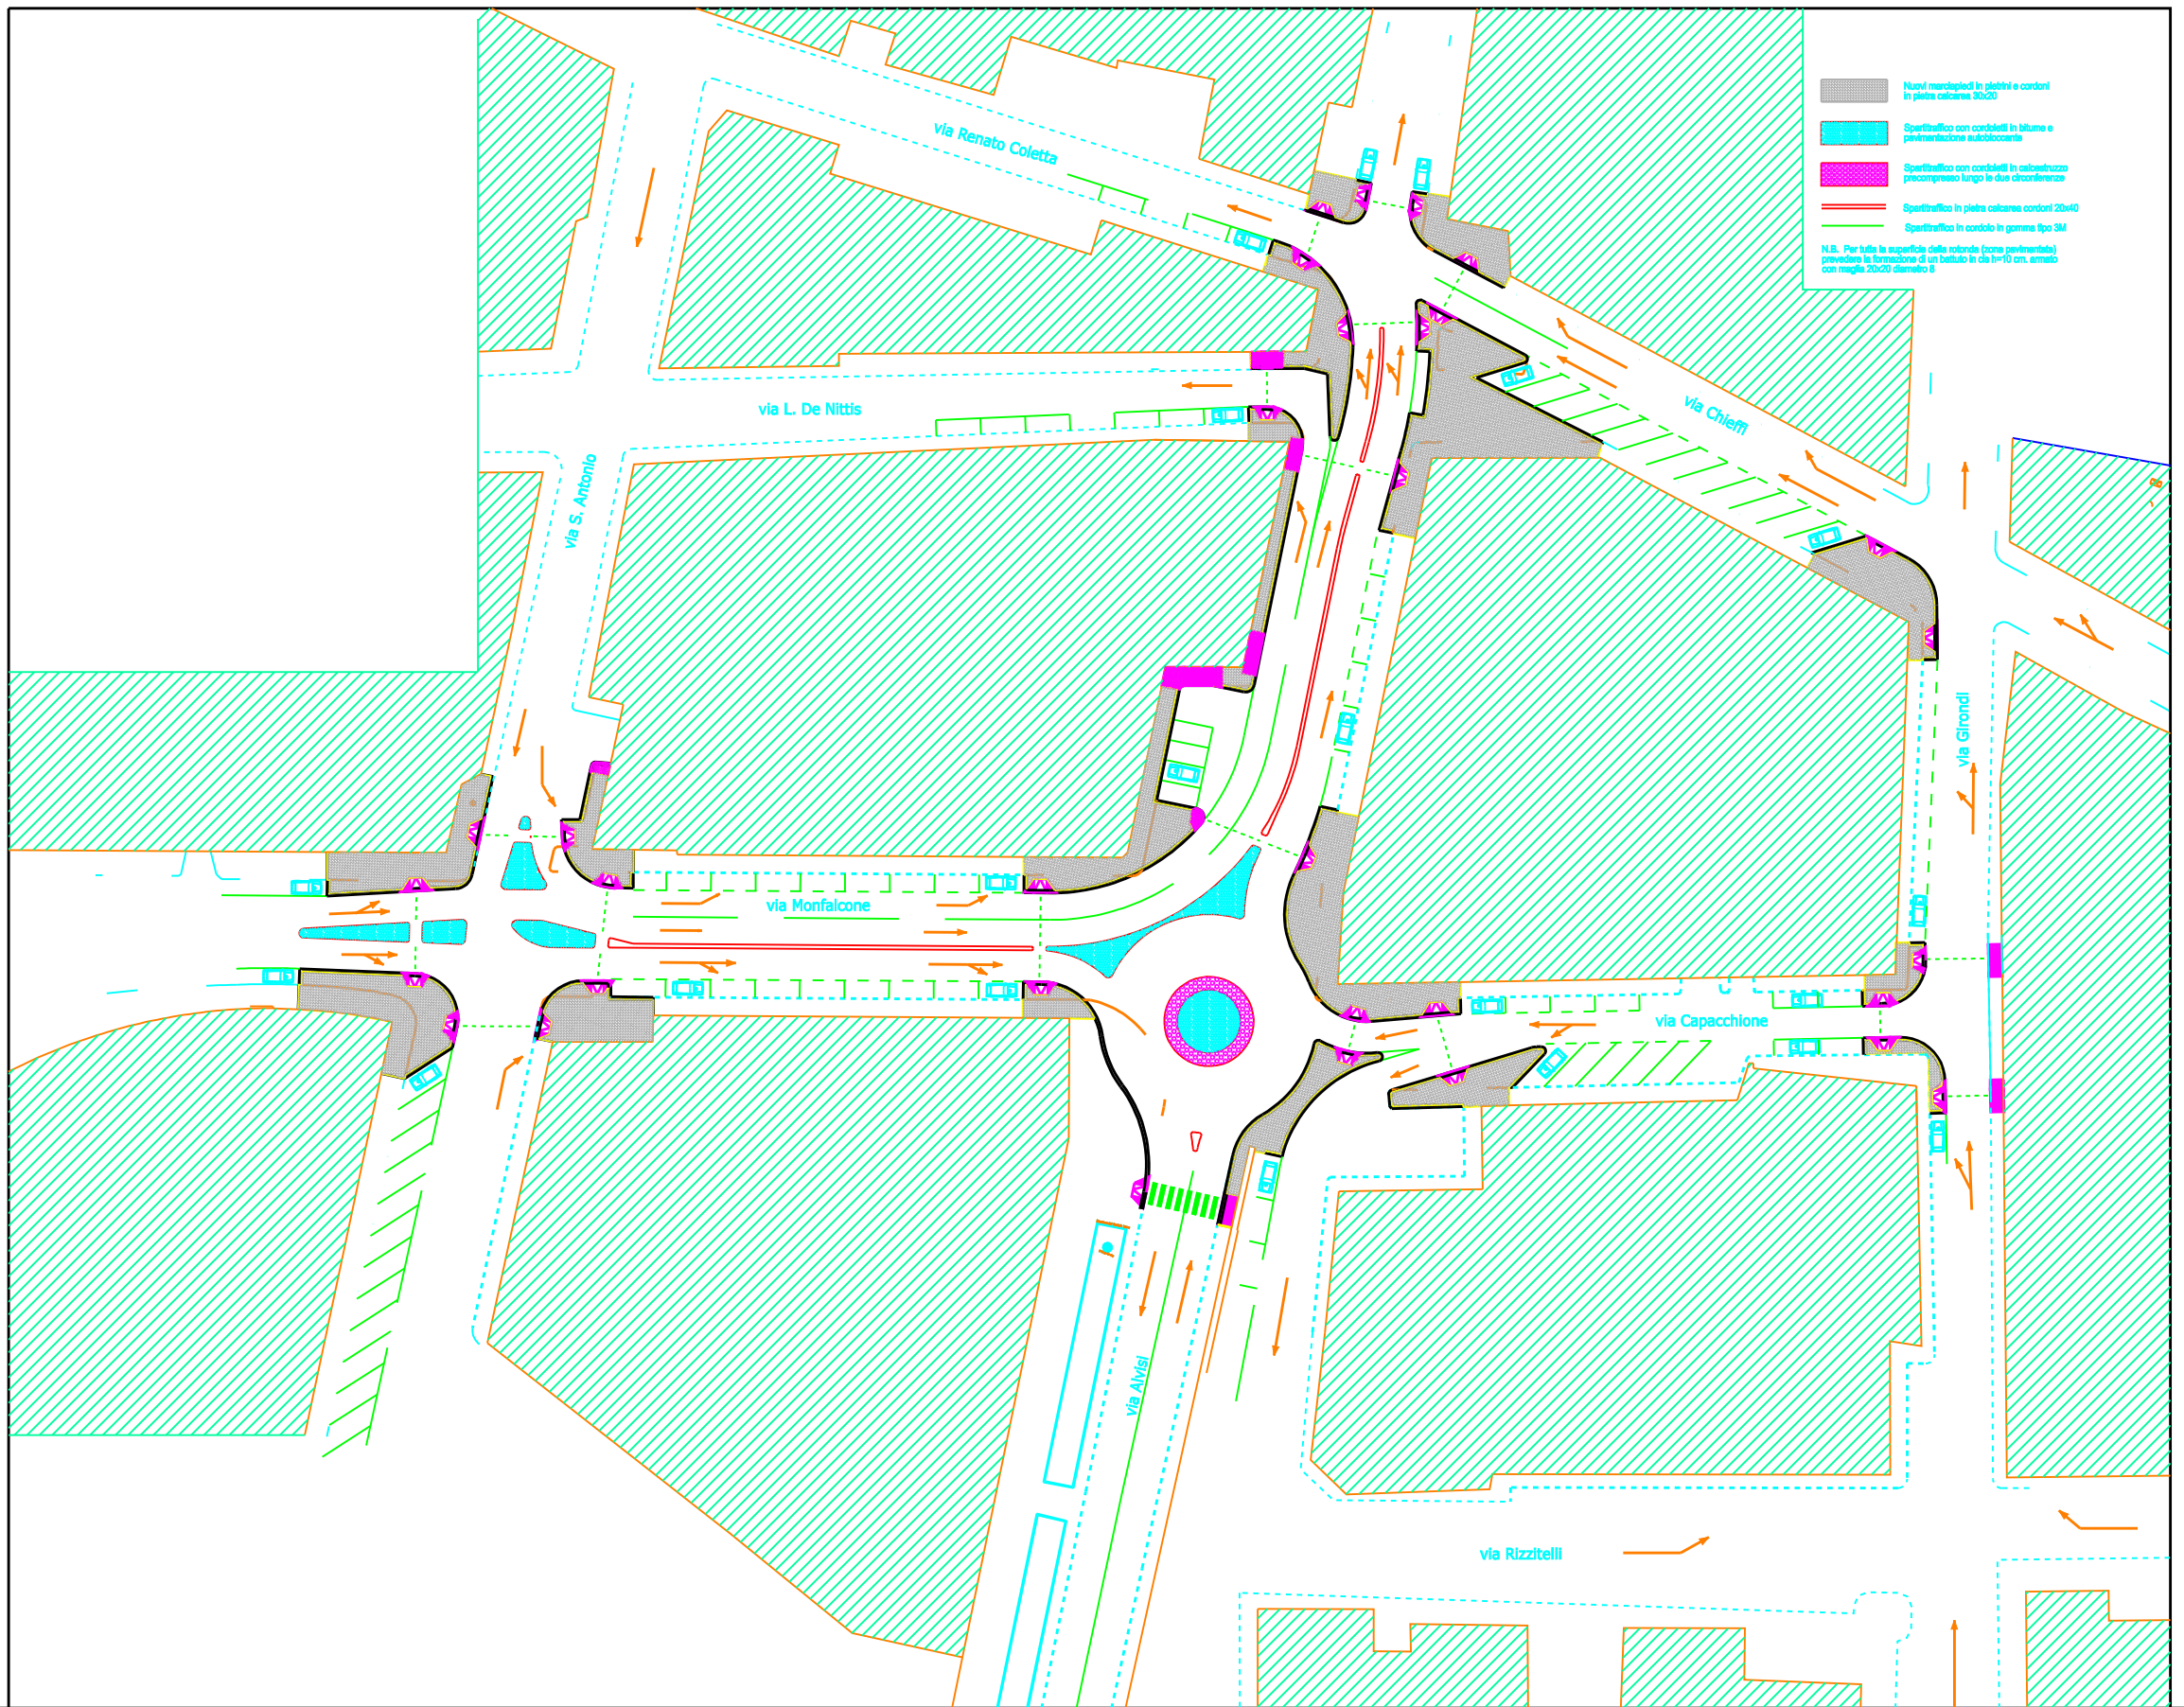 Nuovi marciapiedi in pietrini e cordoni
in pietra calcarea 30x20
Spartitraffico con cordoletti in bitume e
pavimentazione autobloccante
Spartitraffico con cordoletti in calcestruzzo
precompresso lungo le due circonferenze
Spartitraffico in pietra calcarea cordoni 20x40
Spartitraffico in cordolo in gomma tipo 3M
N.B. Per tutta la superficie della rotonda (zona pavimentata)
prevedere la formazione di un battuto in cls h=10 cm. armato
con maglia 20x20 diametro 8
via Renato Coletta
via L. De Nittis
via Chieffi
via S. Antonio
via Girondi
via Monfalcone
via Capacchione
via Alvisi
via Rizzitelli